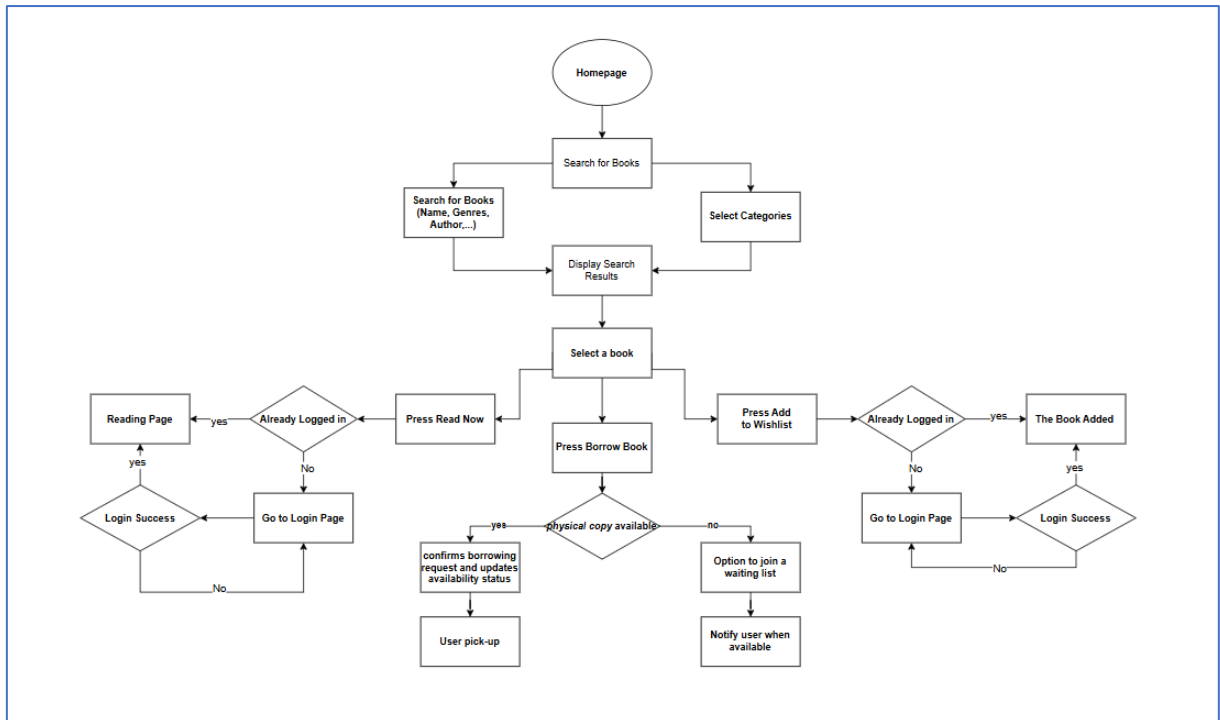 Homepage
Search for Books
Search for Books
(Name, Genres,
Author,...)
Select Categories
Display Search
Results
Select a book
Reading Page
yes
Already Logged in
Press Read Now
Press Borrow Book
Press Add
to Wishlist
Already Logged in
yes
The Book Added
yes
No
No
yes
Login Success
Go to Login Page
yes
physical copy available
no
Go to Login Page
Login Success
confirms borrowing
request and updates
availability status
Option to join a
waiting list
No
No
User pick-up
Notify user when
available